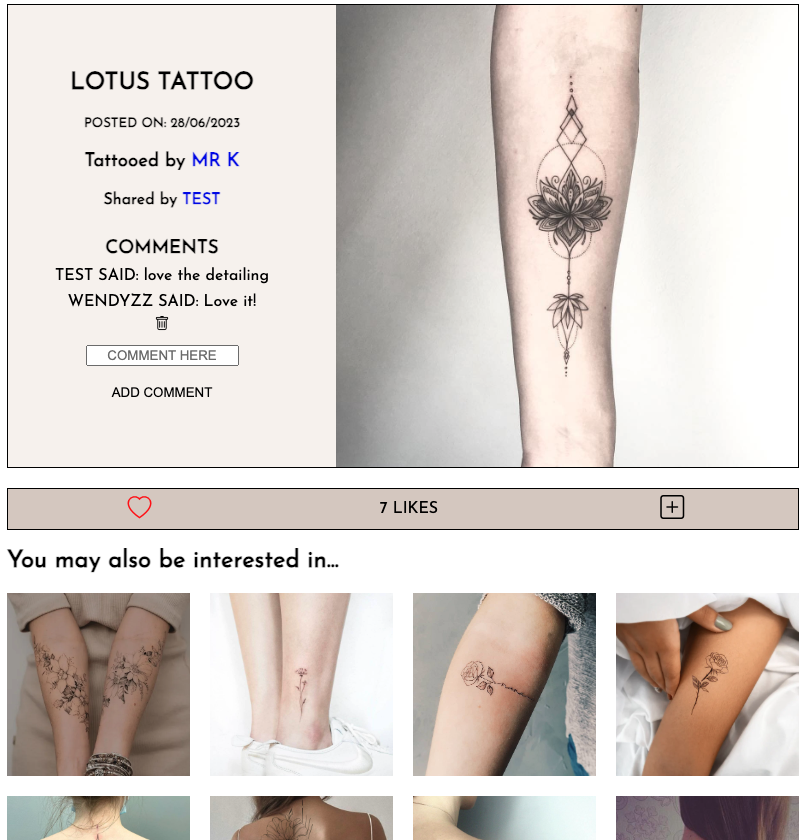 LOTUS TATTOO
POSTED ON: 28/06/2023
Tattooed by MR K
Shared by TEST
COMMENTS
TEST SAID: love the detailing
WENDYZZ SAID: Love it!
COMMENT HERE
ADD COMMENT
7 LIKES
You may also be interested in...